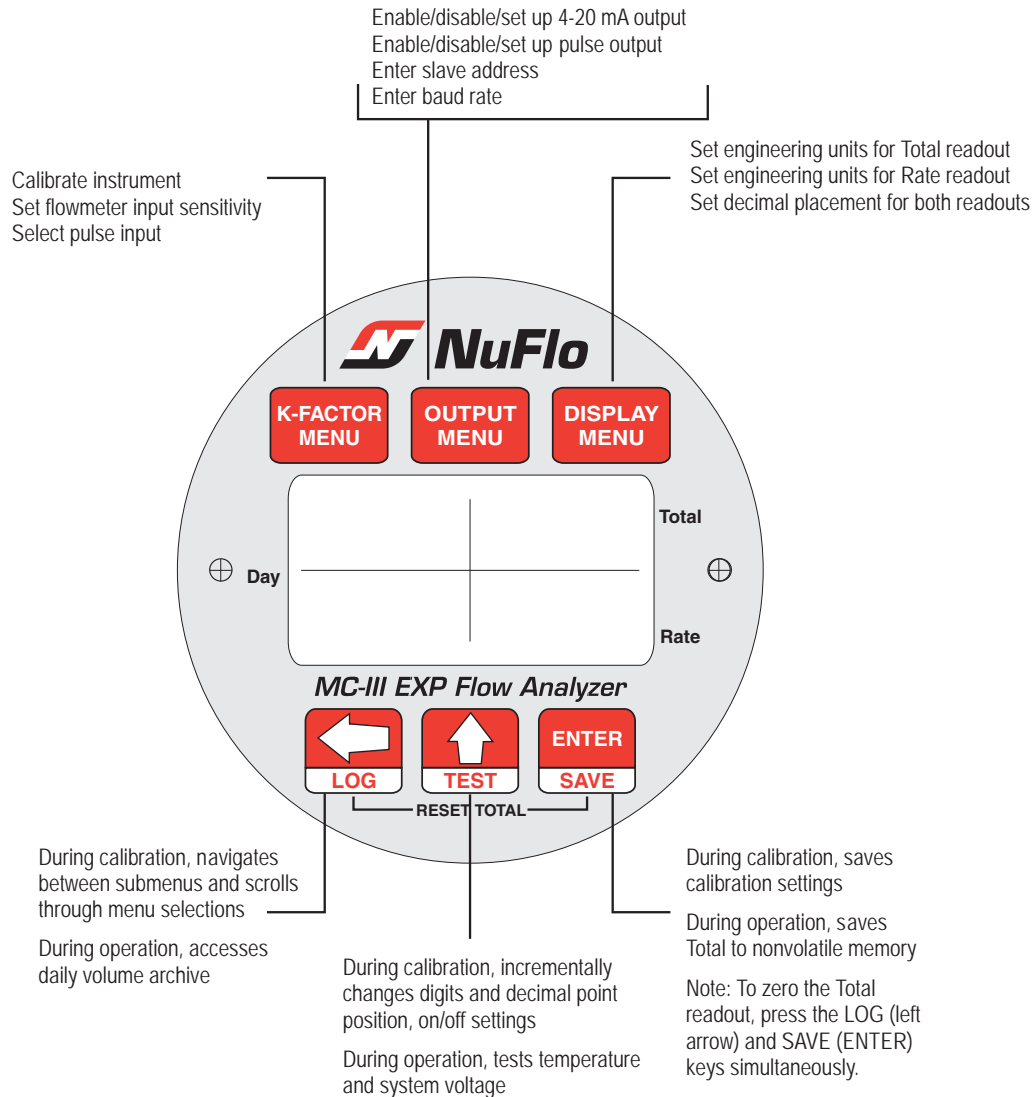 Enable/disable/set up 4-20 mA output
Enable/disable/set up pulse output
Enter slave address
Enter baud rate
Set engineering units for Total readout
Set engineering units for Rate readout
Set decimal placement for both readouts
Calibrate instrument
Set flowmeter input sensitivity
Select pulse input
NuFlo
K-FACTOR
MENU
OUTPUT
MENU
DISPLAY
MENU
Total
Day
Rate
MC-III EXP Flow Analyzer
LOG
TEST
ENTER
SAVE
RESET TOTAL
During calibration, navigates
between submenus and scrolls
through menu selections
During operation, accesses
daily volume archive
During calibration, incrementally
changes digits and decimal point
position, on/off settings
During operation, tests temperature
and system voltage
During calibration, saves
calibration settings
During operation, saves
Total to nonvolatile memory
Note: To zero the Total
readout, press the LOG (left
arrow) and SAVE (ENTER)
keys simultaneously.